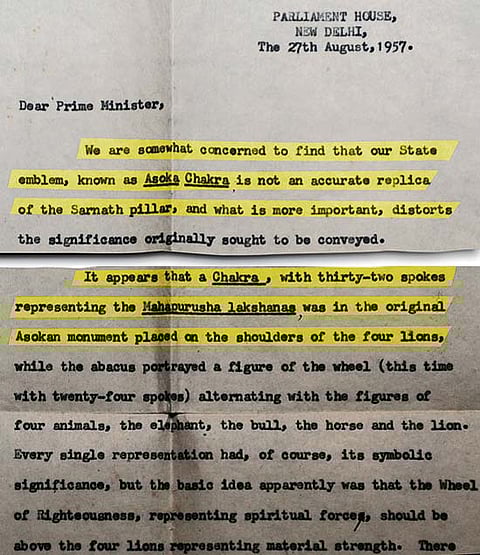 PARLIAMENT HOUSE,
NEW DELHI,
The 27th August,1957.
Dear Prime Minister,
We are somewhat concerned to find that our State
emblem, known as Asoka Chakra is not an accurate replica
of the Sarnath pillar, and what is more important, distorts
the significance originally sought to be conveyed.
It appears that a Chakra , with thirty-two spokes
representing the Mahapurusha lakshanas was in the original
Asokan monument placed on the shoulders of the four lions,
while the abacus portrayed a figure of the wheel (this time
with twenty-four spokes) alternating with the figures of
four animals, the elephant, the bull, the horse and the lion.
Every single representation had, of course, its symbolic
significance, but the basic idea apparently was that the Wheel
of Righteousness, representing spiritual forces, should be
above the four lions representing material strength. There